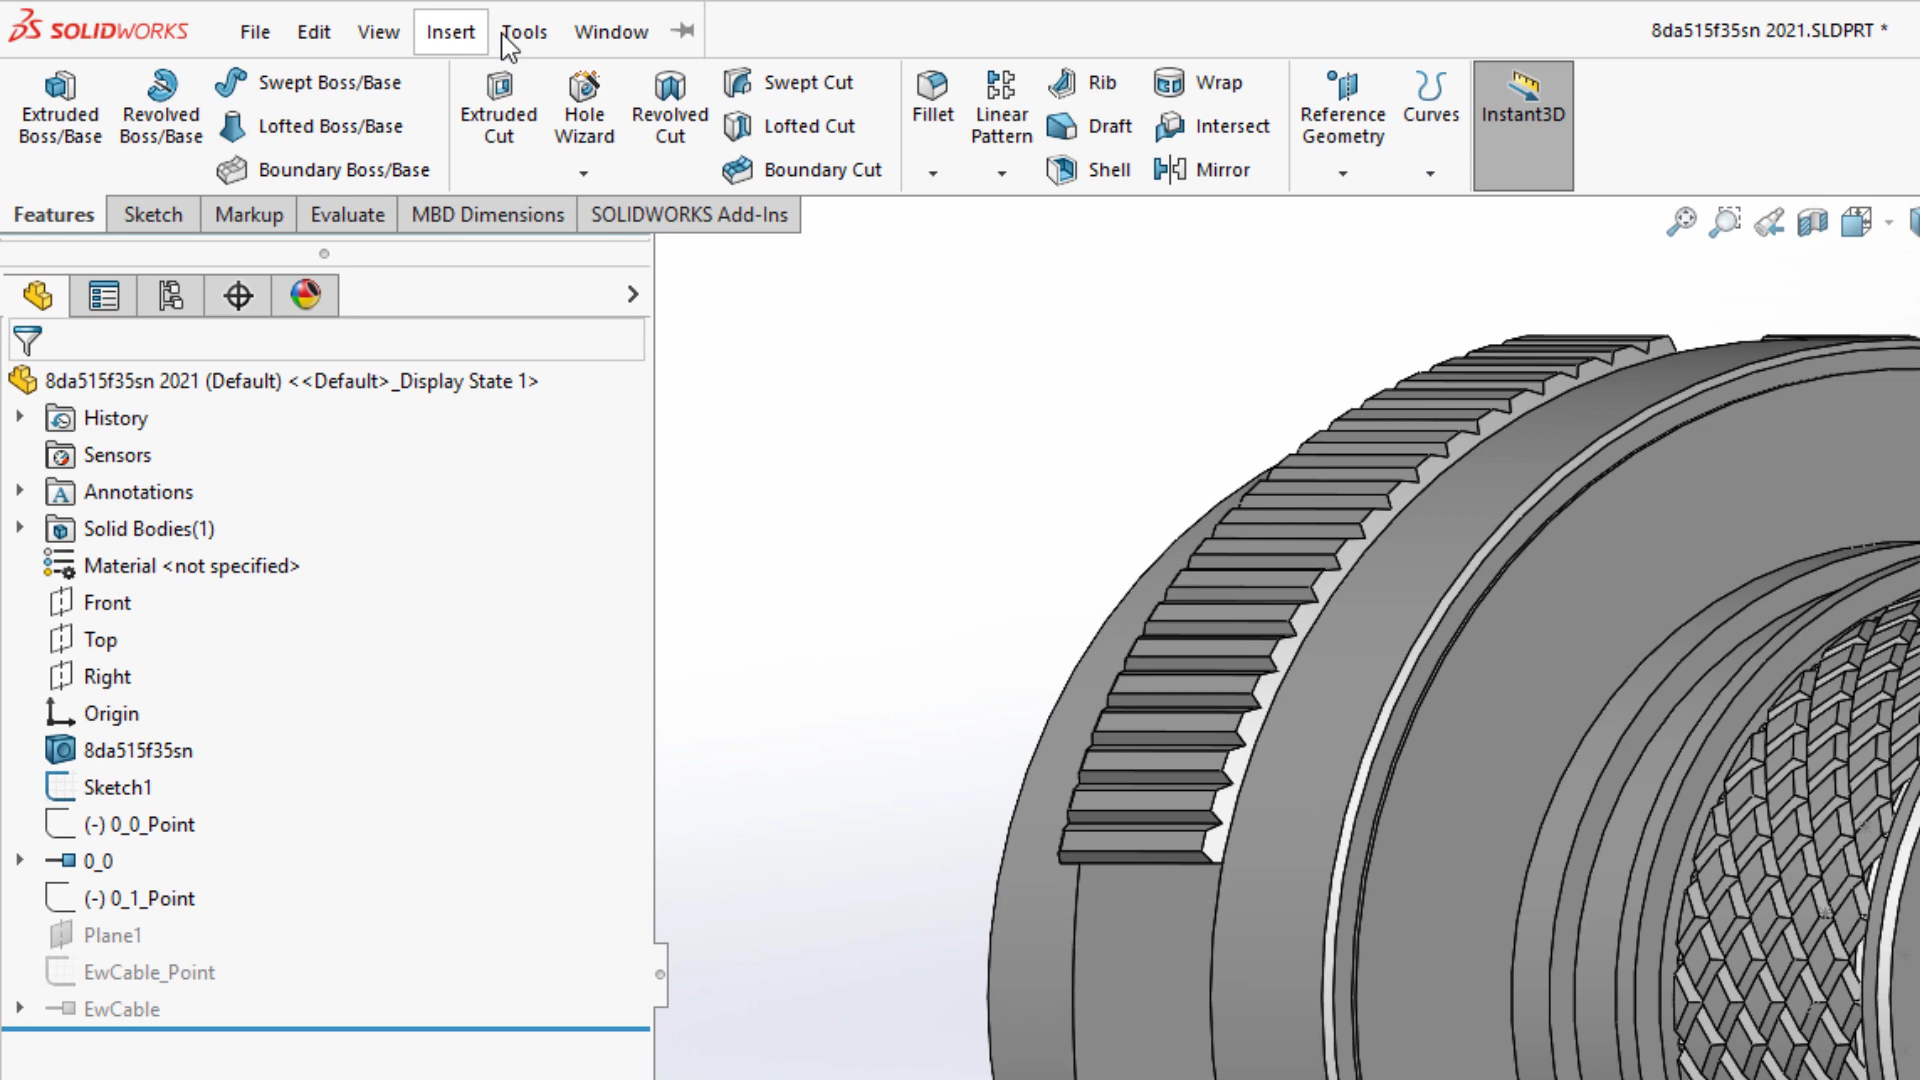 SOLIDWORKS File Edit View Insert Tools Window 8da515f35sn 2021.SLDPRT *
Extruded Boss/Base
Revolved Boss/Base
Swept Boss/Base
Lofted Boss/Base
Boundary Boss/Base
Extruded Cut
Hole Wizard
Revolved Cut
Swept Cut
Lofted Cut
Boundary Cut
Fillet
Linear Pattern
Rib
Draft
Shell
Wrap
Intersect
Mirror
Reference Geometry
Curves
Instant3D
Features Sketch Markup Evaluate MBD Dimensions SOLIDWORKS Add-Ins
8da515f35sn 2021 (Default) <<Default>_Display State 1>
History
Sensors
Annotations
Solid Bodies(1)
Material <not specified>
Front
Top
Right
Origin
8da515f35sn
Sketch1
(-) 0_0_Point
0_0
(-) 0_1_Point
Plane1
EwCable_Point
EwCable